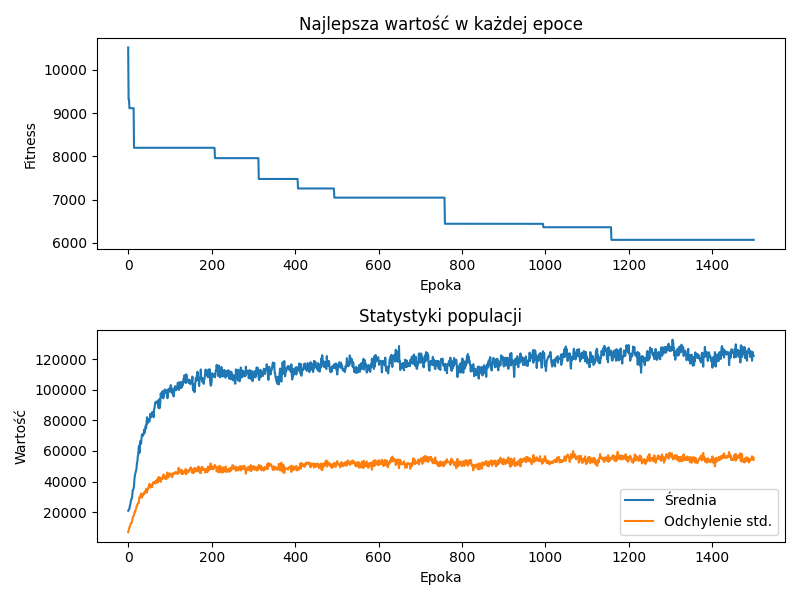 Najlepsza wartość w każdej epoce
10000
9000
8000
7000
6000
Fitness
0 200 400 600 800 1000 1200 1400
Epoka
Statystyki populacji
120000
100000
80000
60000
40000
20000
Wartość
Średnia
Odchylenie std.
0 200 400 600 800 1000 1200 1400
Epoka